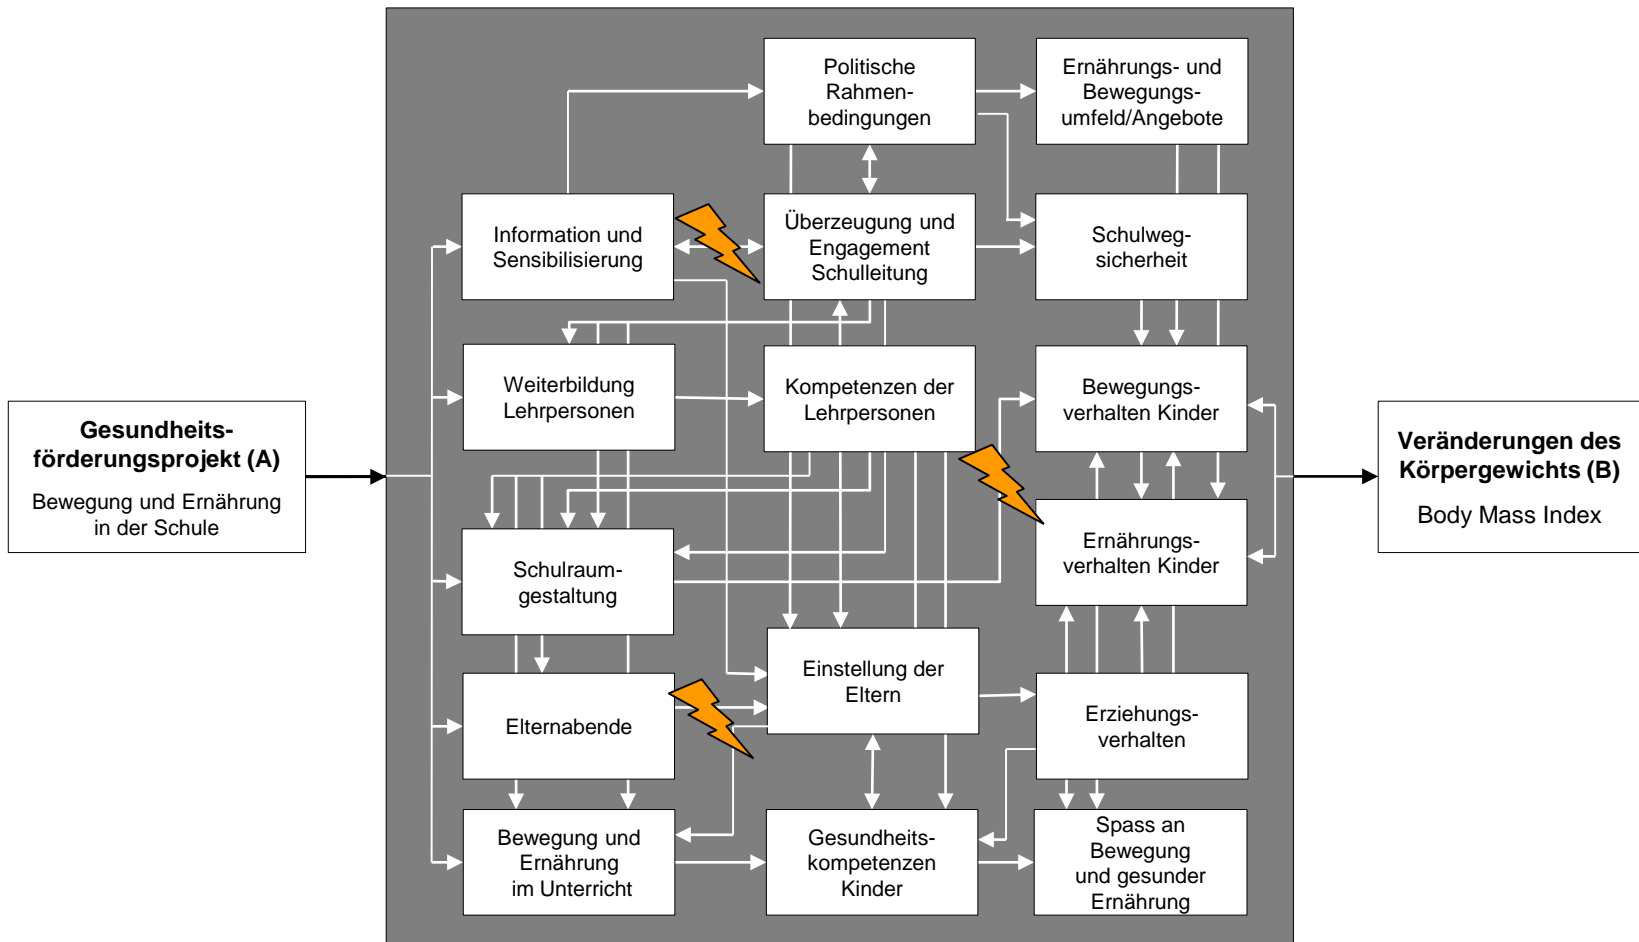 Gesundheits-
förderungsprojekt (A)
Bewegung und Ernährung
in der Schule
Politische
Rahmen-
bedingungen
Ernährungs- und
Bewegungs-
umfeld/Angebote
Information und
Sensibilisierung
Überzeugung und
Engagement
Schulleitung
Schulweg-
sicherheit
Weiterbildung
Lehrpersonen
Kompetenzen der
Lehrpersonen
Bewegungs-
verhalten Kinder
Schulraum-
gestaltung
Ernährungs-
verhalten Kinder
Elternabende
Einstellung der
Eltern
Erziehungs-
verhalten
Bewegung und
Ernährung
im Unterricht
Gesundheits-
kompetenzen
Kinder
Spass an
Bewegung
und gesunder
Ernährung
Veränderungen des
Körpergewichts (B)
Body Mass Index